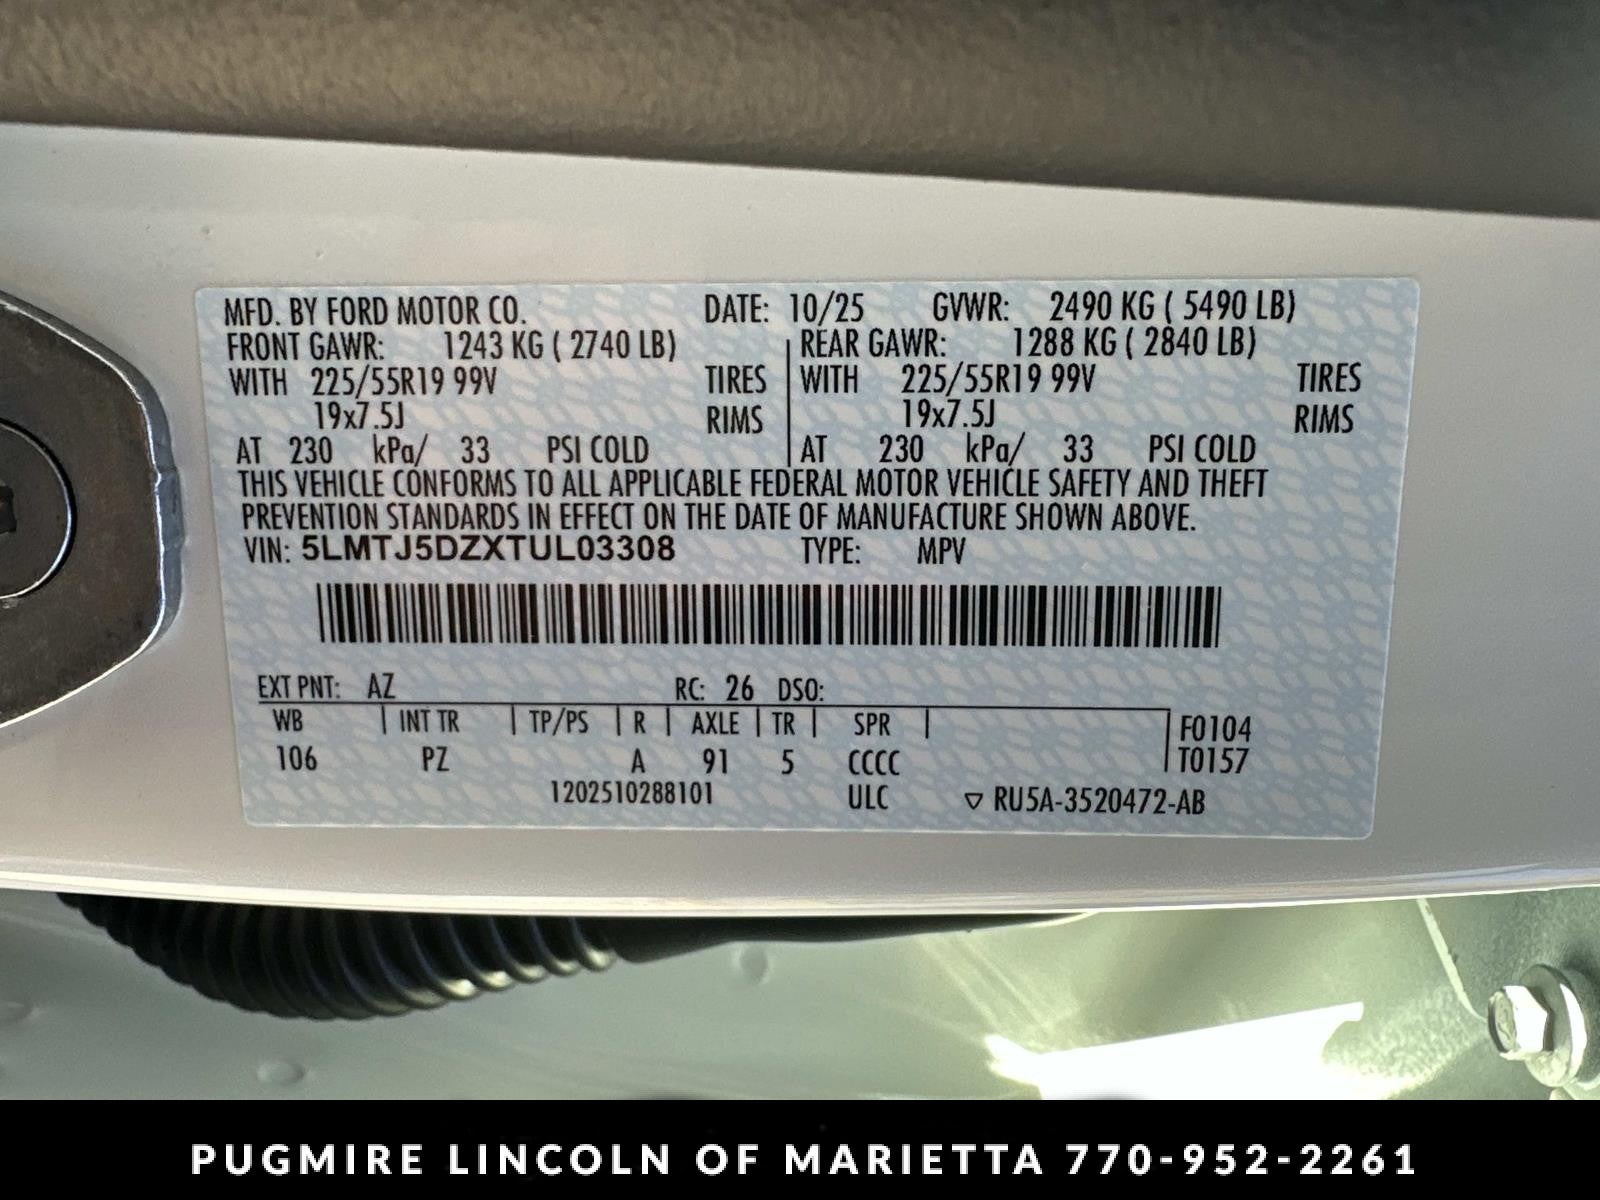 MFD. BY FORD MOTOR CO. DATE: 10/25 GVWR: 2490 KG ( 5490 LB)
FRONT GAWR: 1243 KG ( 2740 LB) REAR GAWR: 1288 KG ( 2840 LB)
WITH 225/55R19 99V TIRES WITH 225/55R19 99V TIRES
19x7.5J RIMS 19x7.5J RIMS
AT 230 kPa/ 33 PSI COLD AT 230 kPa/ 33 PSI COLD
THIS VEHICLE CONFORMS TO ALL APPLICABLE FEDERAL MOTOR VEHICLE SAFETY AND THEFT
PREVENTION STANDARDS IN EFFECT ON THE DATE OF MANUFACTURE SHOWN ABOVE.
VIN: 5LMTJ5DZXTUL03308 TYPE: MPV
EXT PNT: AZ RC: 26 DSO:
WB | INT TR | TP/PS | R | AXLE | TR | SPR | F0104
106 PZ A 91 5 CCCC T0157
1202510288101 ULC ▽ RU5A-3520472-AB
PUGMIRE LINCOLN OF MARIETTA 770-952-2261